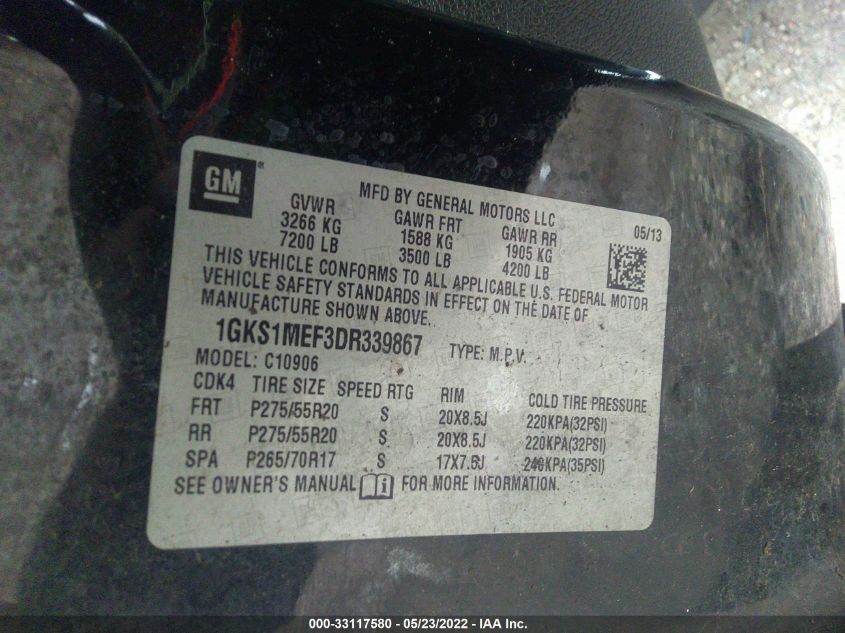 GM ®
MFD BY GENERAL MOTORS LLC
GVWR GAWR FRT GAWR RR 05/13
3266 KG 1588 KG 1905 KG
7200 LB 3500 LB 4200 LB
THIS VEHICLE CONFORMS TO ALL APPLICABLE U.S. FEDERAL MOTOR
VEHICLE SAFETY STANDARDS IN EFFECT ON THE DATE OF
MANUFACTURE SHOWN ABOVE.
1GKS1MEF3DR339867 TYPE: M.P.V.
MODEL: C10906
CDK4 TIRE SIZE SPEED RTG RIM COLD TIRE PRESSURE
FRT P275/55R20 S 20X8.5J 220KPA(32PSI)
RR P275/55R20 S 20X8.5J 220KPA(32PSI)
SPA P265/70R17 S 17X7.5J 240KPA(35PSI)
SEE OWNER'S MANUAL i FOR MORE INFORMATION.
000-33117580 - 05/23/2022 - IAA Inc.